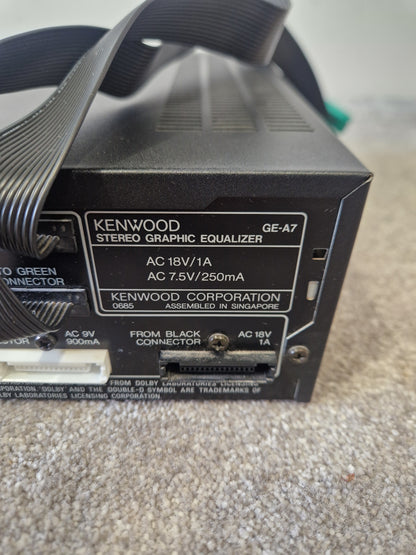 KENWOOD GE-A7
STEREO GRAPHIC EQUALIZER
AC 18V/1A
AC 7.5V/250mA
KENWOOD CORPORATION
0685 ASSEMBLED IN SINGAPORE
TO GREEN
CONNECTOR
AC 9V
900mA
FROM BLACK
CONNECTOR
AC 18V
1A
FROM DOLBY LABORATORIES LICENSING
CORPORATION. DOLBY AND THE DOUBLE-D SYMBOL ARE TRADEMARKS OF
LABORATORIES LICENSING CORPORATION.